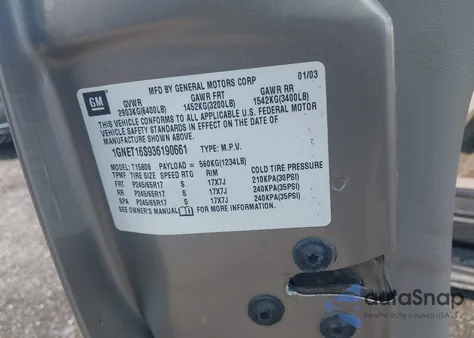 MFD BY GENERAL MOTORS CORP 01/03
GM
GVWR GAWR FRT GAWR RR
2903KG(6400LB) 1452KG(3200LB) 1542KG(3400LB)
THIS VEHICLE CONFORMS TO ALL APPLICABLE U.S. FEDERAL MOTOR
VEHICLE SAFETY STANDARDS IN EFFECT ON THE DATE OF
MANUFACTURE SHOWN ABOVE.
1GNET16S936190661 TYPE: M.P.V.
MODEL: T15806 PAYLOAD = 560KG(1234LB)
TPMF TIRE SIZE SPEED RTG RIM COLD TIRE PRESSURE
FRT P245/65R17 S 17X7J 210KPA(30PSI)
RR P245/65R17 S 17X7J 240KPA(35PSI)
SPA P245/65R17 S 17X7J 240KPA(35PSI)
SEE OWNER'S MANUAL FOR MORE INFORMATION.
autaSnap